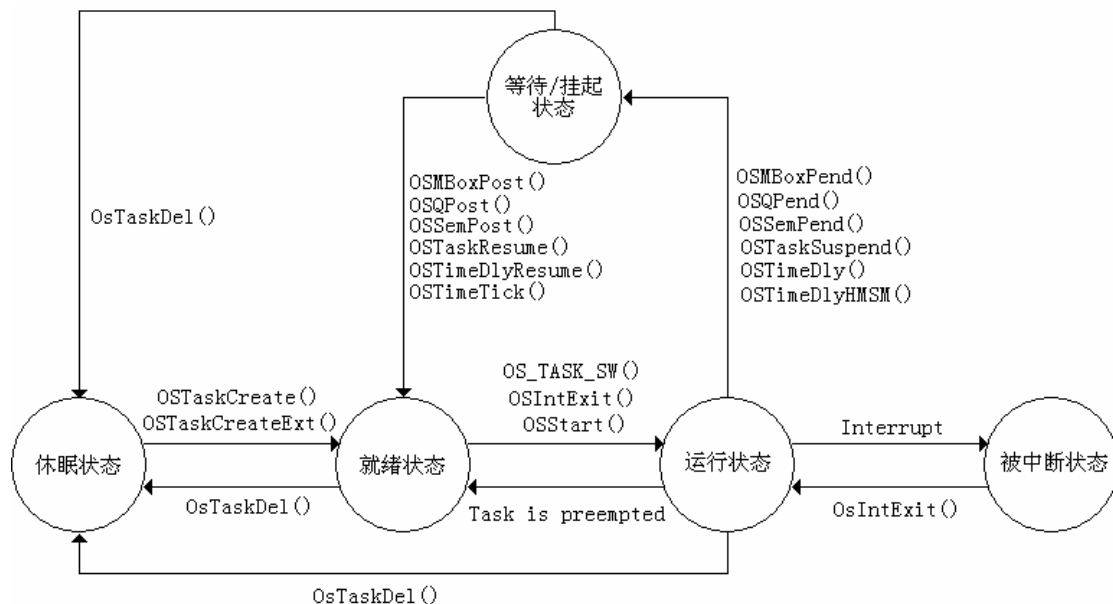 等待/挂起
状态
OSMBoxPost()
OSQPost()
OSSemPost()
OSTaskResume()
OSTimeDlyResume()
OSTimeTick()
OSMBoxPend()
OSQPend()
OSSemPend()
OSTaskSuspend()
OSTimeDly()
OSTimeDlyHMSM()
OsTaskDel()
OSTaskCreate()
OSTaskCreateExt()
OS_TASK_SW()
OSIntExit()
OSStart()
Interrupt
休眠状态
就绪状态
运行状态
被中断状态
OsTaskDel()
Task is preempted
OsIntExit()
OsTaskDel()